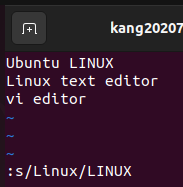 kang20207
Ubuntu LINUX
Linux text editor
vi editor
~
~
~
:s/Linux/LINUX